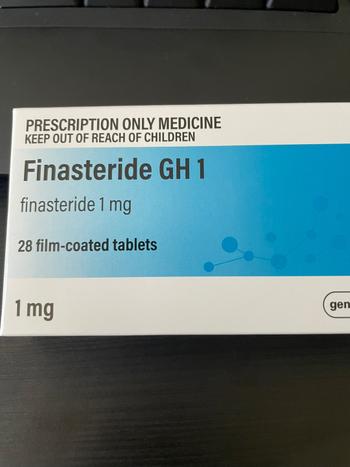 PRESCRIPTION ONLY MEDICINE
KEEP OUT OF REACH OF CHILDREN
Finasteride GH 1
finasteride 1 mg
28 film-coated tablets
1 mg
gen